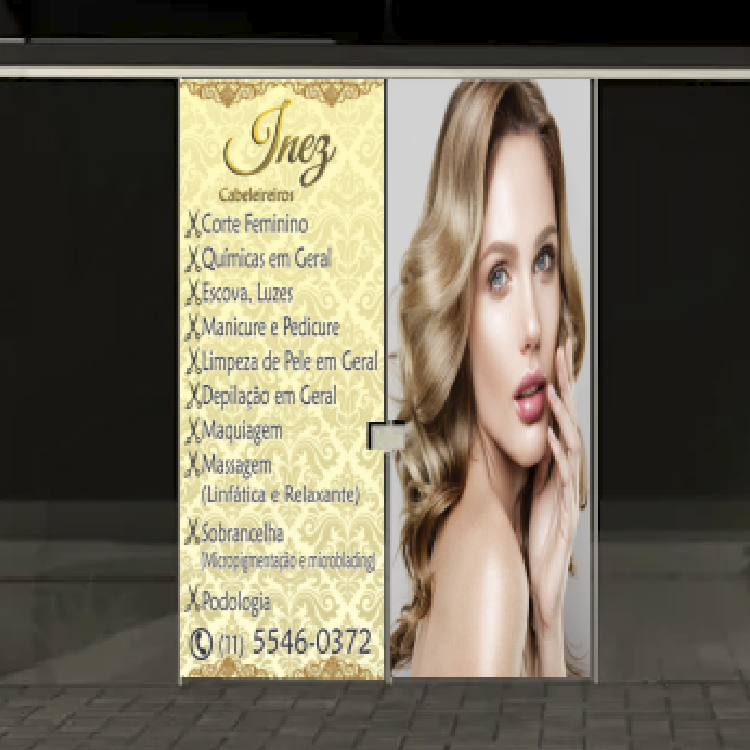 Inez
Cabeleireiros
Corte Feminino
Químicas em Geral
Escova, Luzes
Manicure e Pedicure
Limpeza de Pele em Geral
Depilação em Geral
Maquiagem
Massagem
(Linfática e Relaxante)
Sobrancelha
(Micropigmentação e microblading)
Podologia
(11) 5546-0372